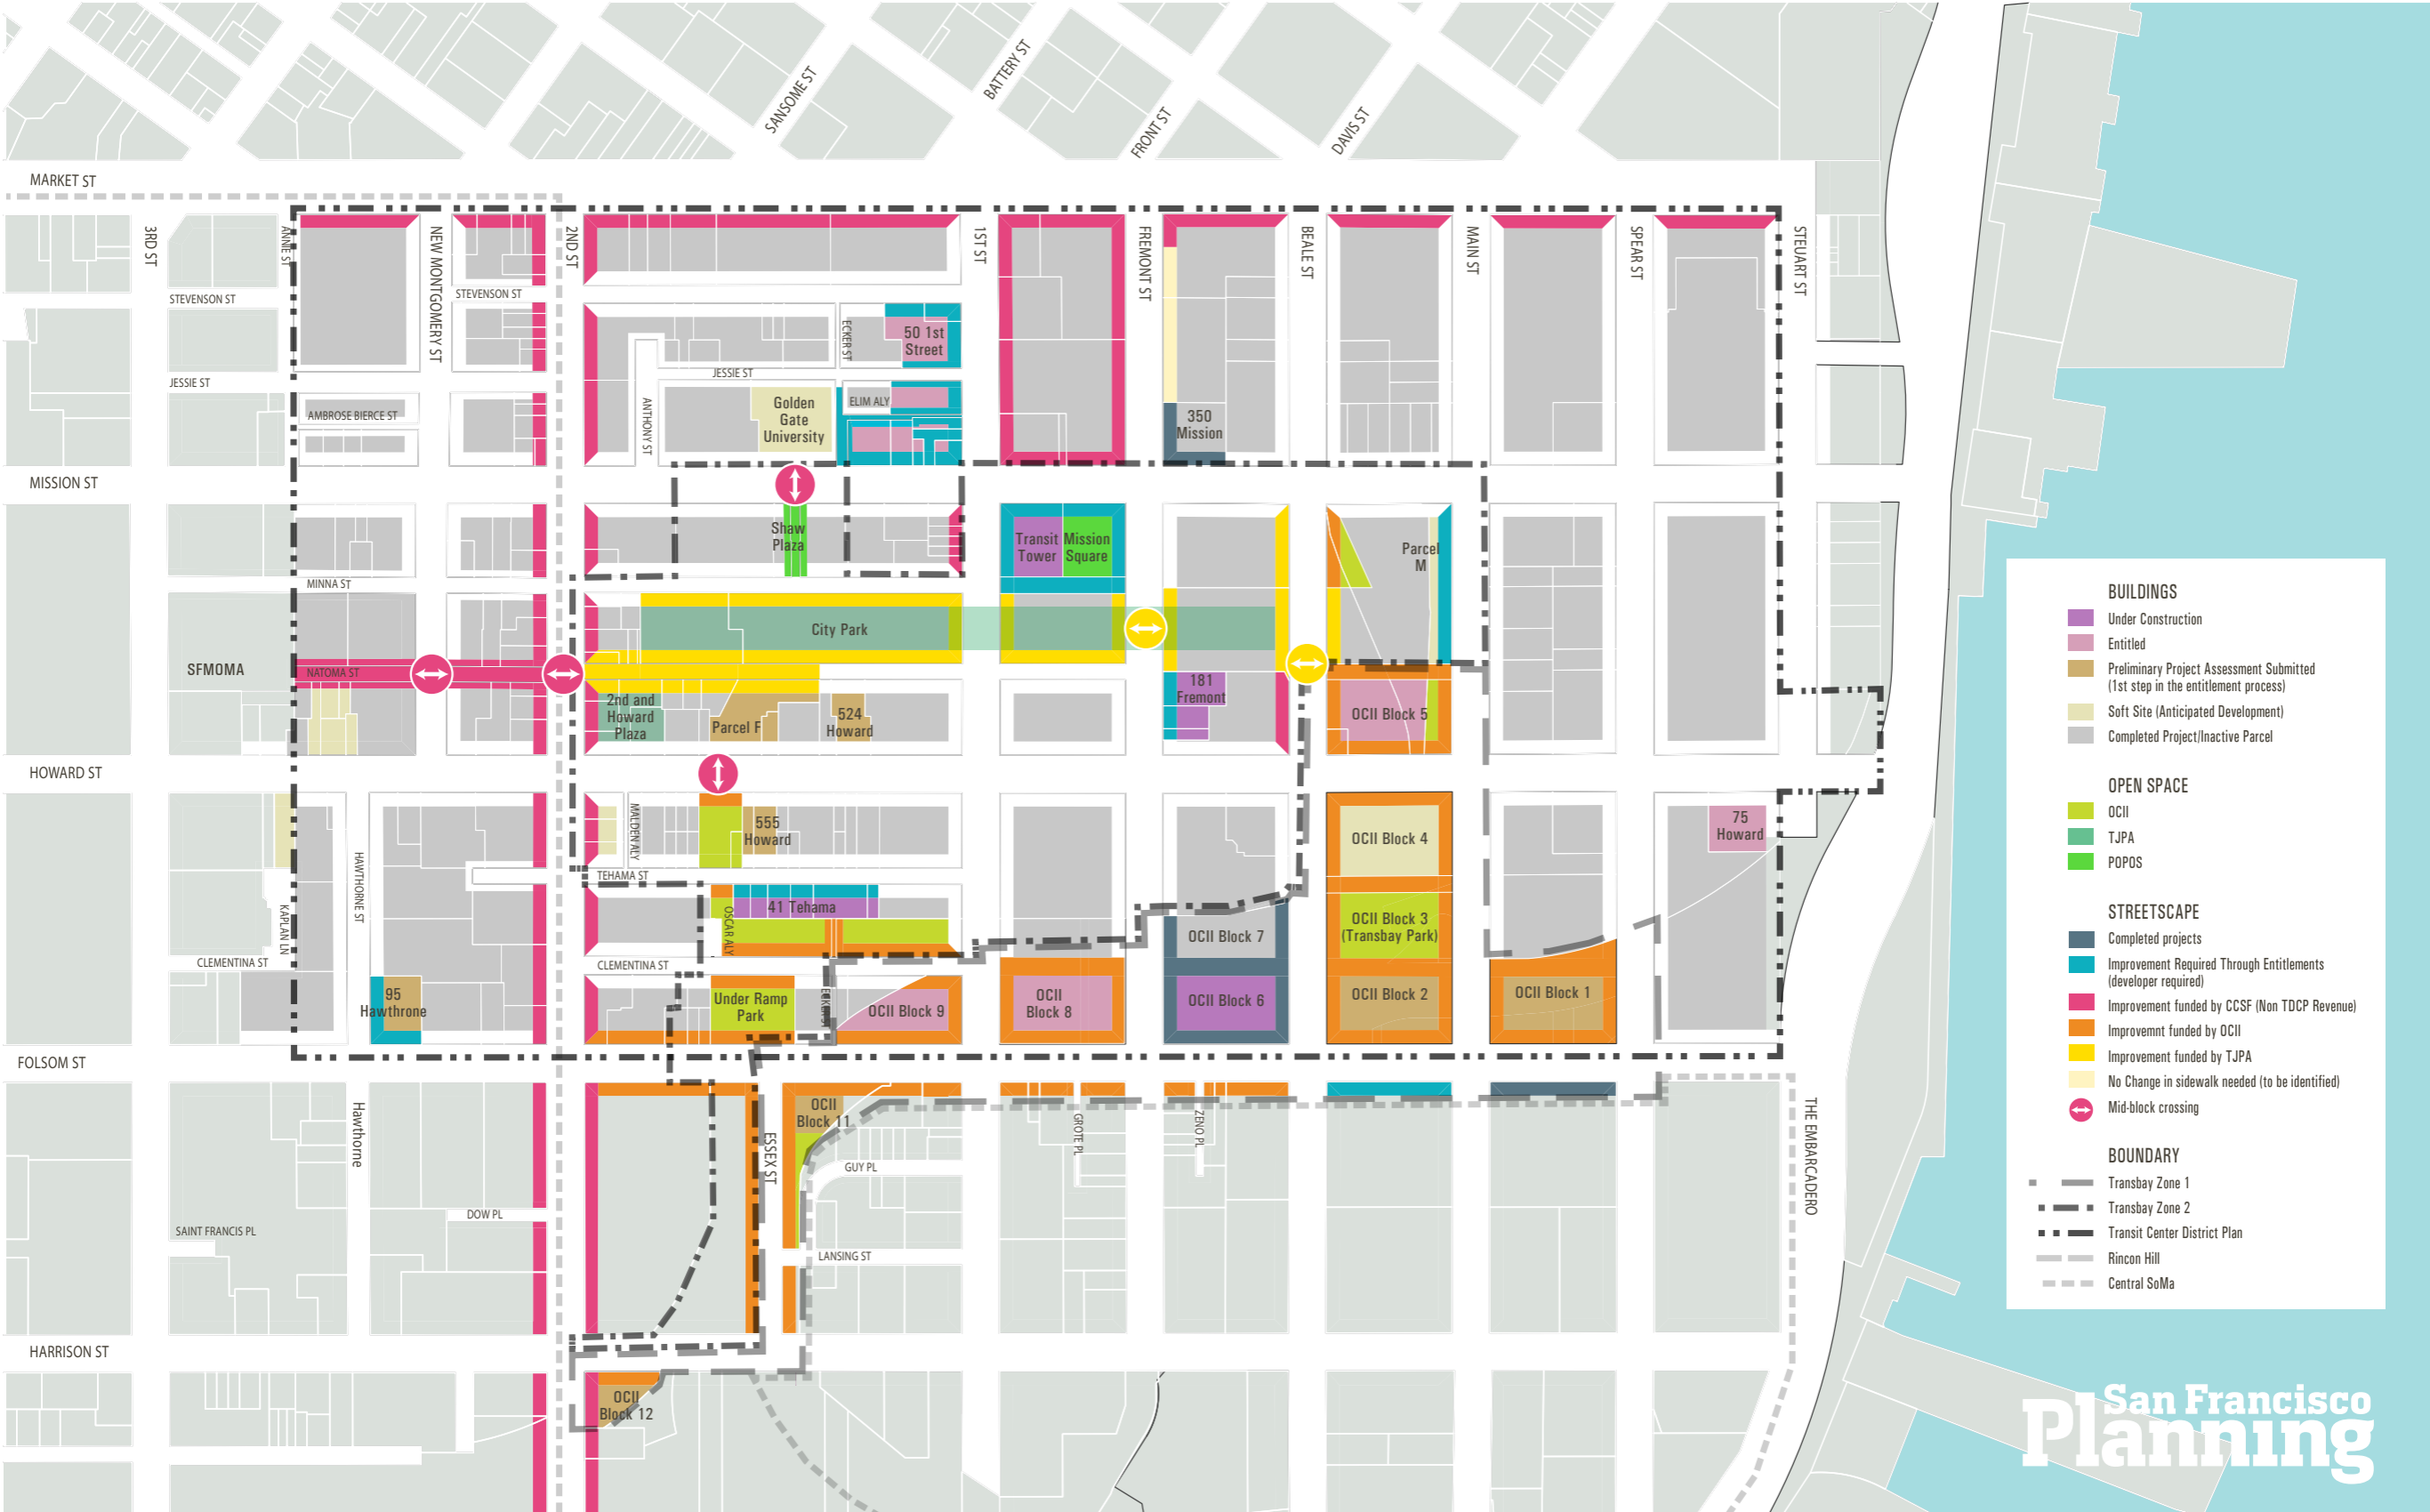 SANSOME ST
BATTERY ST
FRONT ST
DAVIS ST
MARKET ST
3RD ST
ANNIE ST
NEW MONTGOMERY ST
2ND ST
1ST ST
FREMONT ST
BEALE ST
MAIN ST
SPEAR ST
STEUART ST
STEVENSON ST
STEVENSON ST
ECKER ST
50 1st
Street
JESSIE ST
JESSIE ST
AMBROSE BIERCE ST
ANTHONY ST
Golden
Gate
University
ELIM ALY
350
Mission
MISSION ST
Shaw
Plaza
Transit
Tower
Mission
Square
Parcel
M
MINNA ST
City Park
SFMOMA
NATOMA ST
2nd and
Howard
Plaza
Parcel F
524
Howard
181
Fremont
OCII Block 5
HOWARD ST
MALDEN ALY
555
Howard
OCII Block 4
75
Howard
HAWTHORNE ST
TEHAMA ST
KAPLAN LN
OSCAR ALY
41 Tehama
OCII Block 7
OCII Block 3
(Transbay Park)
CLEMENTINA ST
CLEMENTINA ST
95
Hawthrone
Under Ramp
Park
ECKER ST
OCII Block 9
OCII
Block 8
OCII Block 6
OCII Block 2
OCII Block 1
FOLSOM ST
Hawthorne
ESSEX ST
OCII
Block 11
GROTE PL
ZENO PL
THE EMBARCADERO
GUY PL
DOW PL
SAINT FRANCIS PL
LANSING ST
HARRISON ST
OCII
Block 12
BUILDINGS
Under Construction
Entitled
Preliminary Project Assessment Submitted
(1st step in the entitlement process)
Soft Site (Anticipated Development)
Completed Project/Inactive Parcel
OPEN SPACE
OCII
TJPA
POPOS
STREETSCAPE
Completed projects
Improvement Required Through Entitlements
(developer required)
Improvement funded by CCSF (Non TDCP Revenue)
Improvemnt funded by OCII
Improvement funded by TJPA
No Change in sidewalk needed (to be identified)
Mid-block crossing
BOUNDARY
Transbay Zone 1
Transbay Zone 2
Transit Center District Plan
Rincon Hill
Central SoMa
San Francisco
Planning